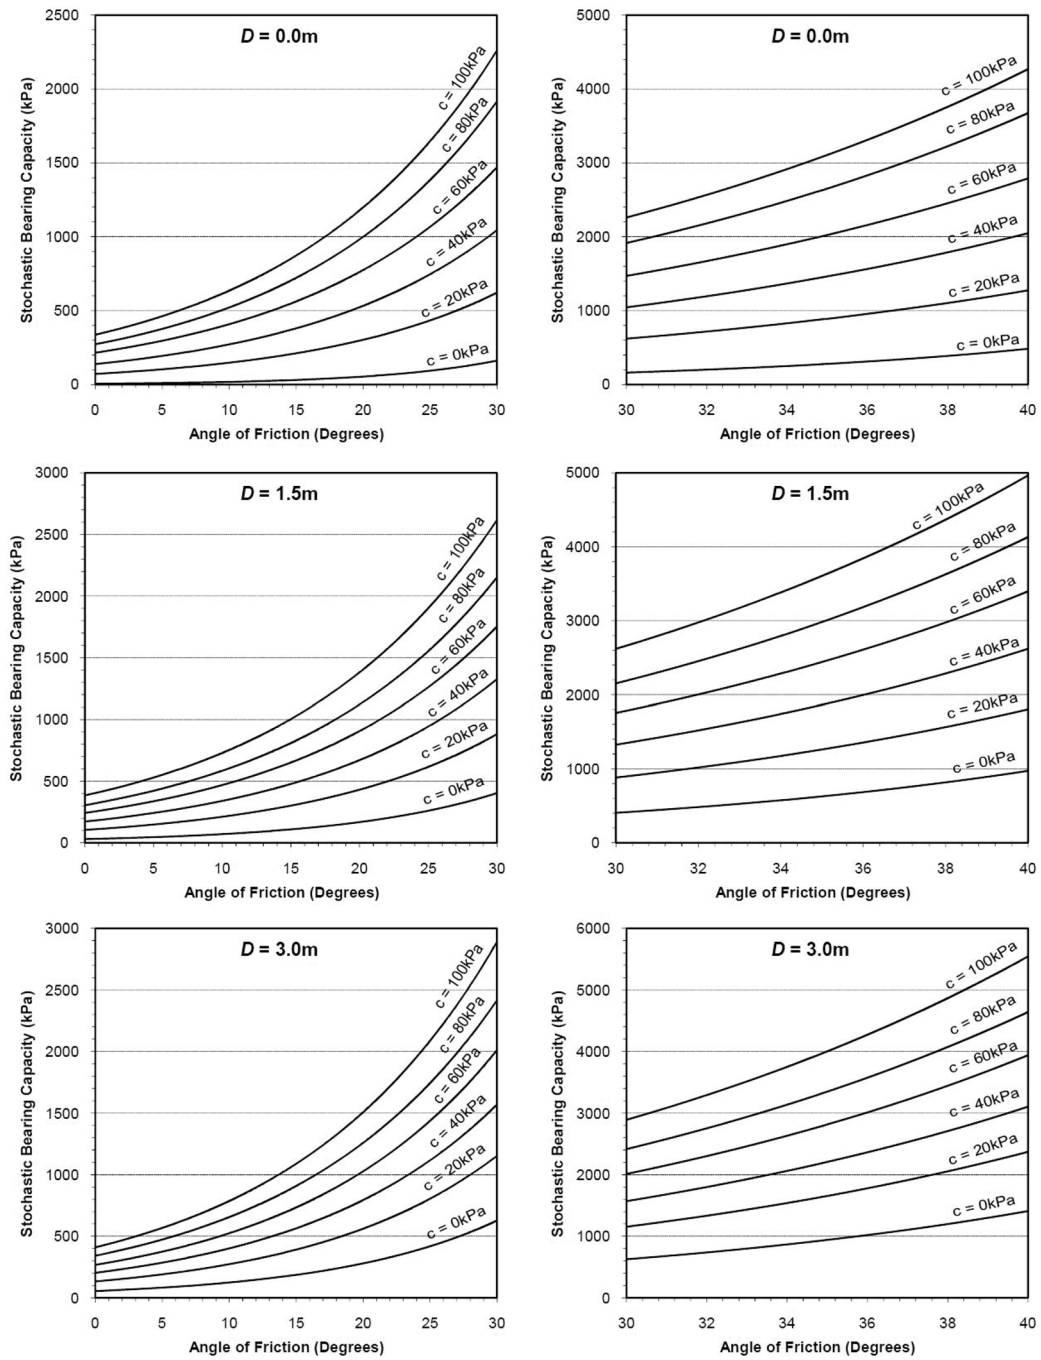 D = 0.0m
Stochastic Bearing Capacity (kPa)
2500
2000
1500
1000
500
0
c = 100kPa
c = 80kPa
c = 60kPa
c = 40kPa
c = 20kPa
c = 0kPa
0 5 10 15 20 25 30
Angle of Friction (Degrees)
D = 0.0m
Stochastic Bearing Capacity (kPa)
5000
4000
3000
2000
1000
0
c = 100kPa
c = 80kPa
c = 60kPa
c = 40kPa
c = 20kPa
c = 0kPa
30 32 34 36 38 40
Angle of Friction (Degrees)
D = 1.5m
Stochastic Bearing Capacity (kPa)
3000
2500
2000
1500
1000
500
0
c = 100kPa
c = 80kPa
c = 60kPa
c = 40kPa
c = 20kPa
c = 0kPa
0 5 10 15 20 25 30
Angle of Friction (Degrees)
D = 1.5m
Stochastic Bearing Capacity (kPa)
5000
4000
3000
2000
1000
0
c = 100kPa
c = 80kPa
c = 60kPa
c = 40kPa
c = 20kPa
c = 0kPa
30 32 34 36 38 40
Angle of Friction (Degrees)
D = 3.0m
Stochastic Bearing Capacity (kPa)
3000
2500
2000
1500
1000
500
0
c = 100kPa
c = 80kPa
c = 60kPa
c = 40kPa
c = 20kPa
c = 0kPa
0 5 10 15 20 25 30
Angle of Friction (Degrees)
D = 3.0m
Stochastic Bearing Capacity (kPa)
6000
5000
4000
3000
2000
1000
0
c = 100kPa
c = 80kPa
c = 60kPa
c = 40kPa
c = 20kPa
c = 0kPa
30 32 34 36 38 40
Angle of Friction (Degrees)